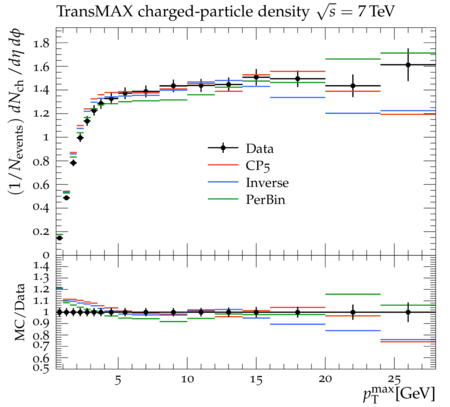 TransMAX charged-particle density √s = 7 TeV
(1/N_events) dN_ch/dη dϕ
1.8
1.6
1.4
1.2
1
0.8
0.6
0.4
0.2
0
Data
CP5
Inverse
PerBin
MC/Data
1.4
1.3
1.2
1.1
1.0
0.9
0.8
0.7
0.6
0.5
5 10 15 20 25
p_T^max[GeV]